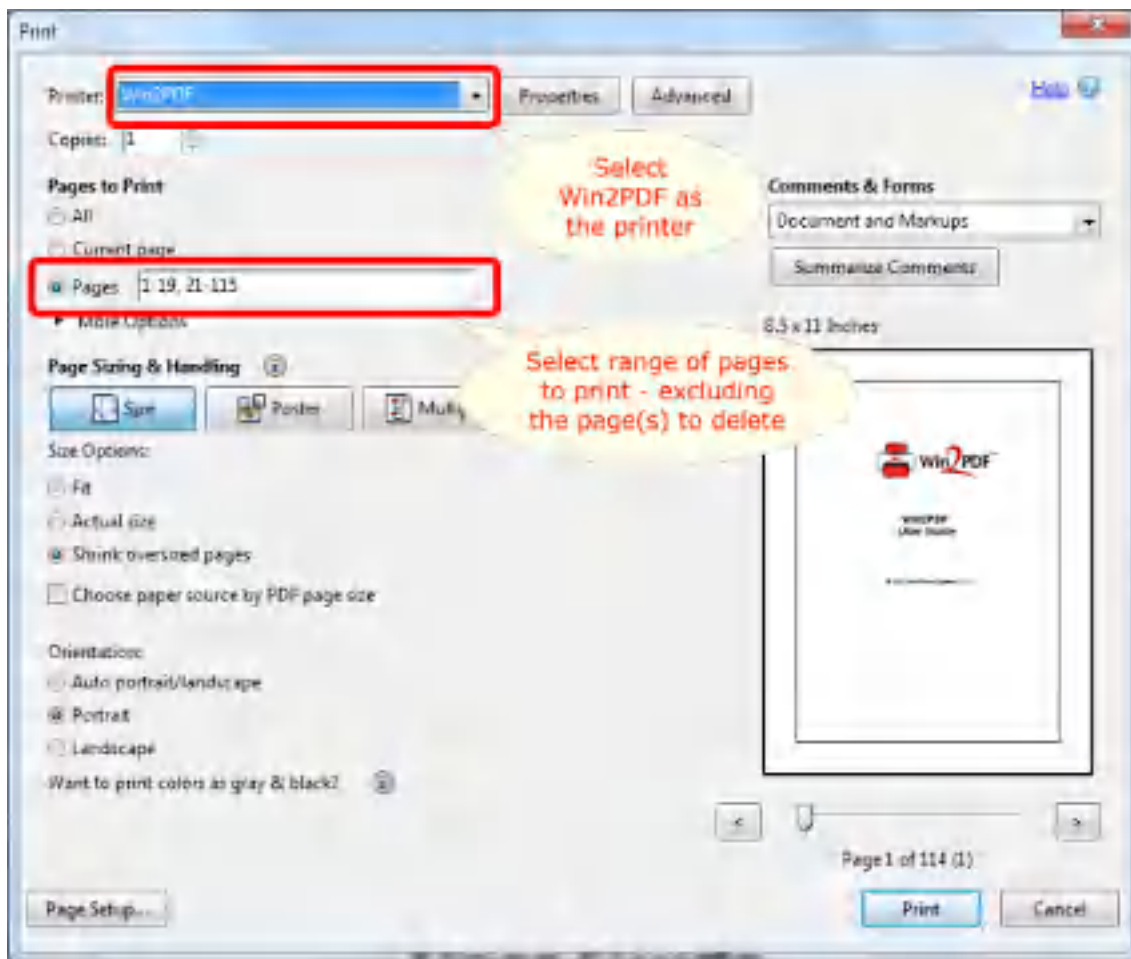 Print
Printer: Win2PDF Properties Advanced Help
Copies: 1
Select
Win2PDF as
the printer
Pages to Print
All
Current page
Pages 1-19, 21-115
More Options
Comments & Forms
Document and Markups
Summarize Comments
8.5 x 11 Inches
Select range of pages
to print - excluding
the page(s) to delete
Page Sizing & Handling
Size Poster
Size Options:
Fit
Actual size
Shrink oversized pages
Choose paper source by PDF page size
Orientation:
Auto portrait/landscape
Portrait
Landscape
Want to print colors as gray & black?
Win2PDF
Win2PDF
User Guide
< >
Page 1 of 114 (1)
Page Setup... Print Cancel